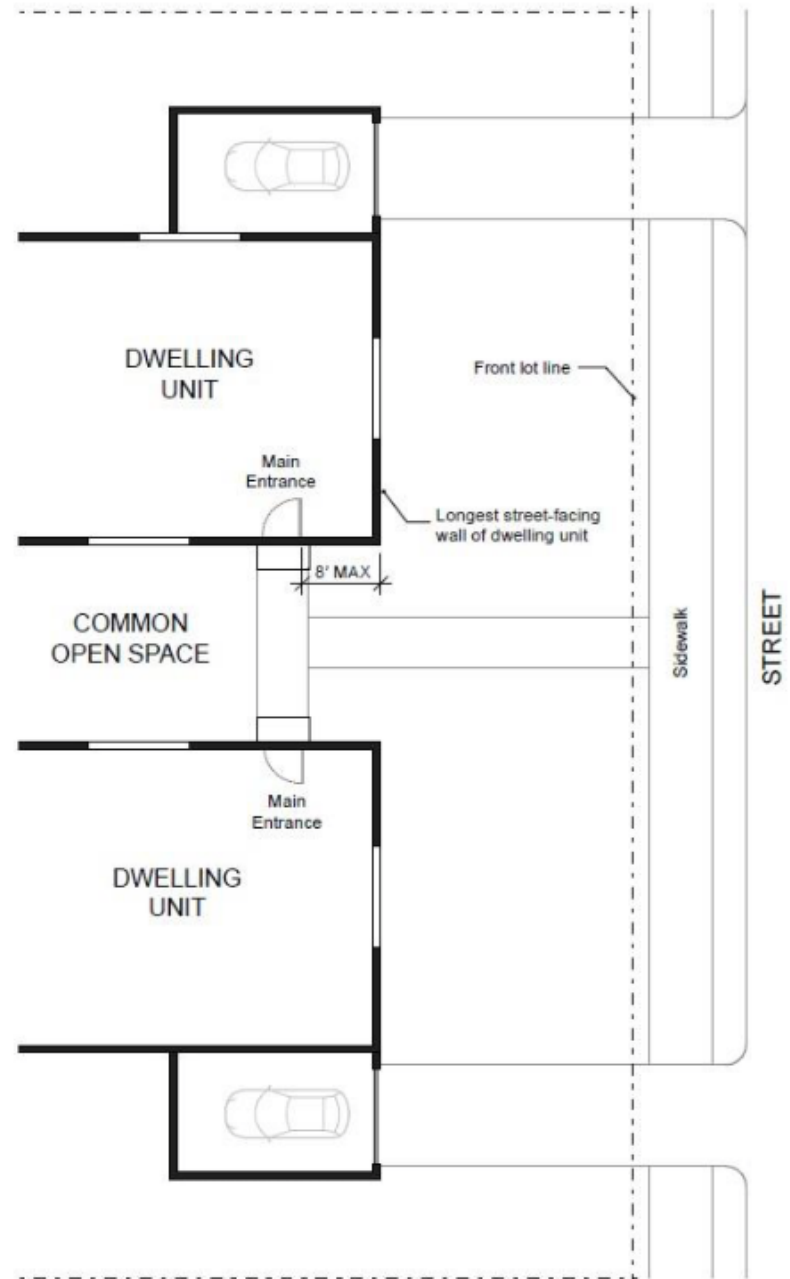 DWELLING
UNIT
Front lot line
Main
Entrance
Longest street-facing
wall of dwelling unit
8' MAX
COMMON
OPEN SPACE
Sidewalk
STREET
Main
Entrance
DWELLING
UNIT